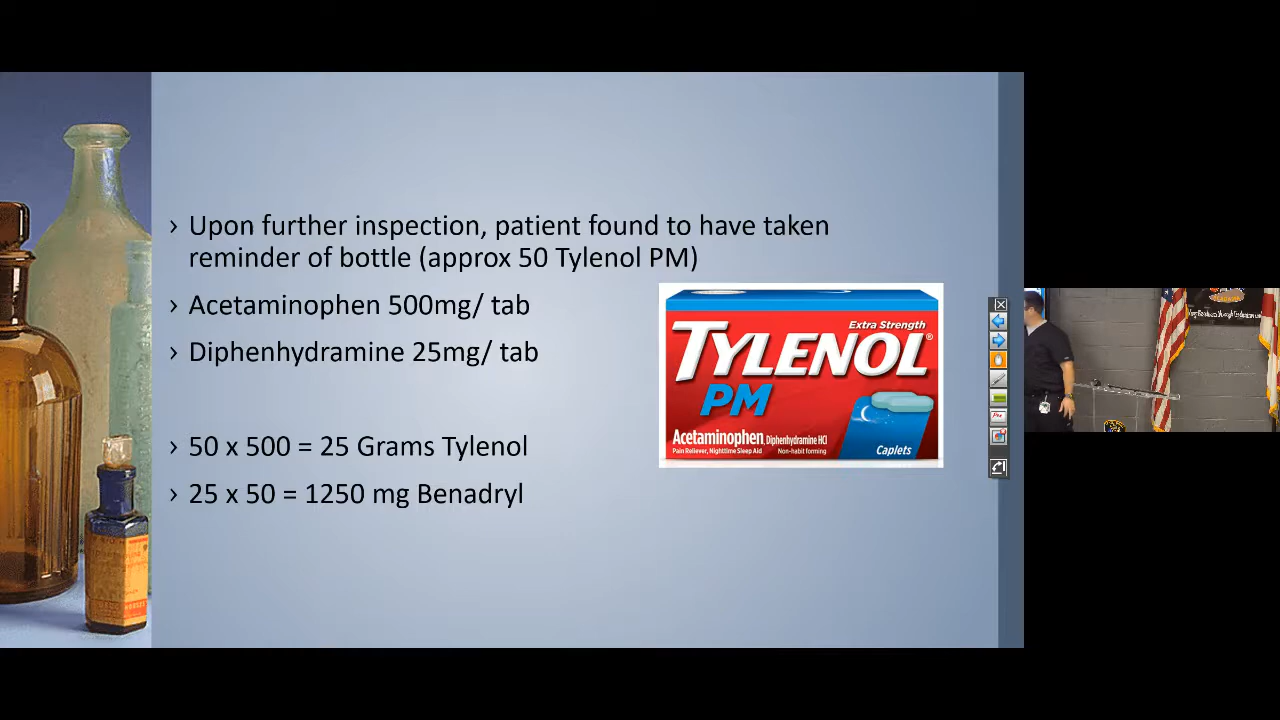 › Upon further inspection, patient found to have taken
reminder of bottle (approx 50 Tylenol PM)
› Acetaminophen 500mg/ tab
› Diphenhydramine 25mg/ tab
Extra Strength
TYLENOL®
PM
Acetaminophen, Diphenhydramine HCl
Pain Reliever, Nighttime Sleep Aid Non-habit forming
Caplets
› 50 x 500 = 25 Grams Tylenol
› 25 x 50 = 1250 mg Benadryl